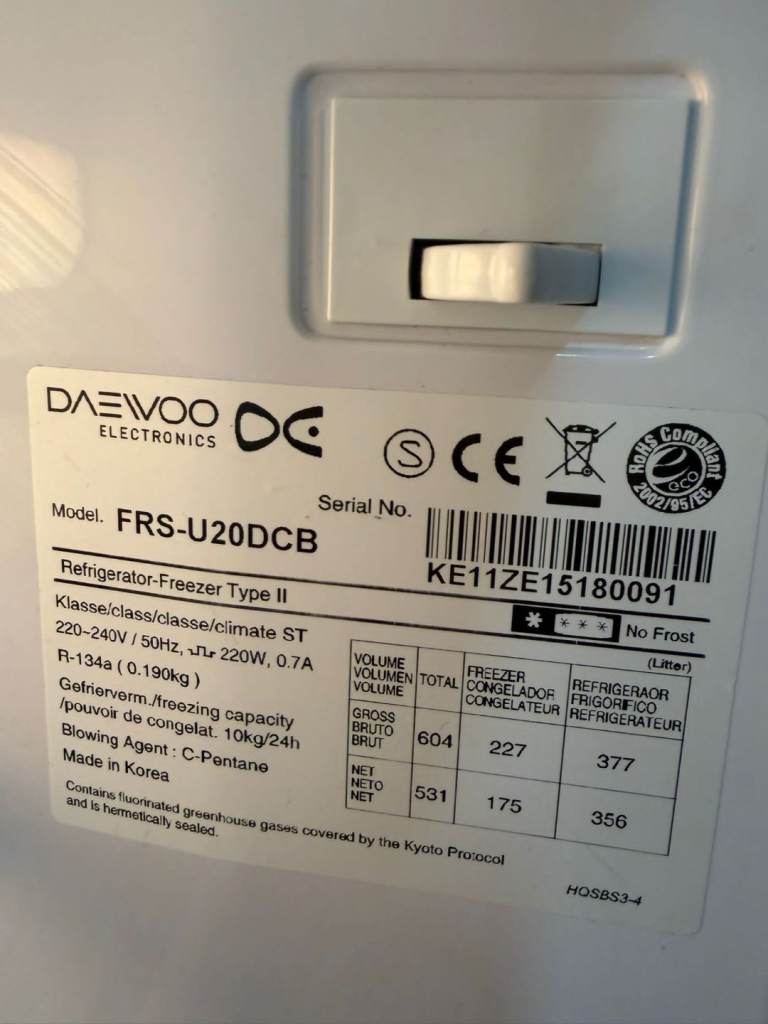 DAEWOO
ELECTRONICS
S
CE
RoHS Compliant
eco
2002/95/EC
Model. FRS-U20DCB
Serial No.
KE11ZE15180091
Refrigerator-Freezer Type II
No Frost
Klasse/class/classe/climate ST
220~240V / 50Hz, 220W, 0.7A
R-134a ( 0.190kg )
Gefrierverm./freezing capacity
/pouvoir de congelat. 10kg/24h
Blowing Agent : C-Pentane
Made in Korea
(Litter)
VOLUME
VOLUMEN
VOLUME
TOTAL
FREEZER
CONGELADOR
CONGELATEUR
REFRIGERAOR
FRIGORIFICO
REFRIGERATEUR
GROSS
BRUTO
BRUT
604
227
377
NET
NETO
NET
531
175
356
Contains fluorinated greenhouse gases covered by the Kyoto Protocol
and is hermetically sealed.
HOSBS3-4